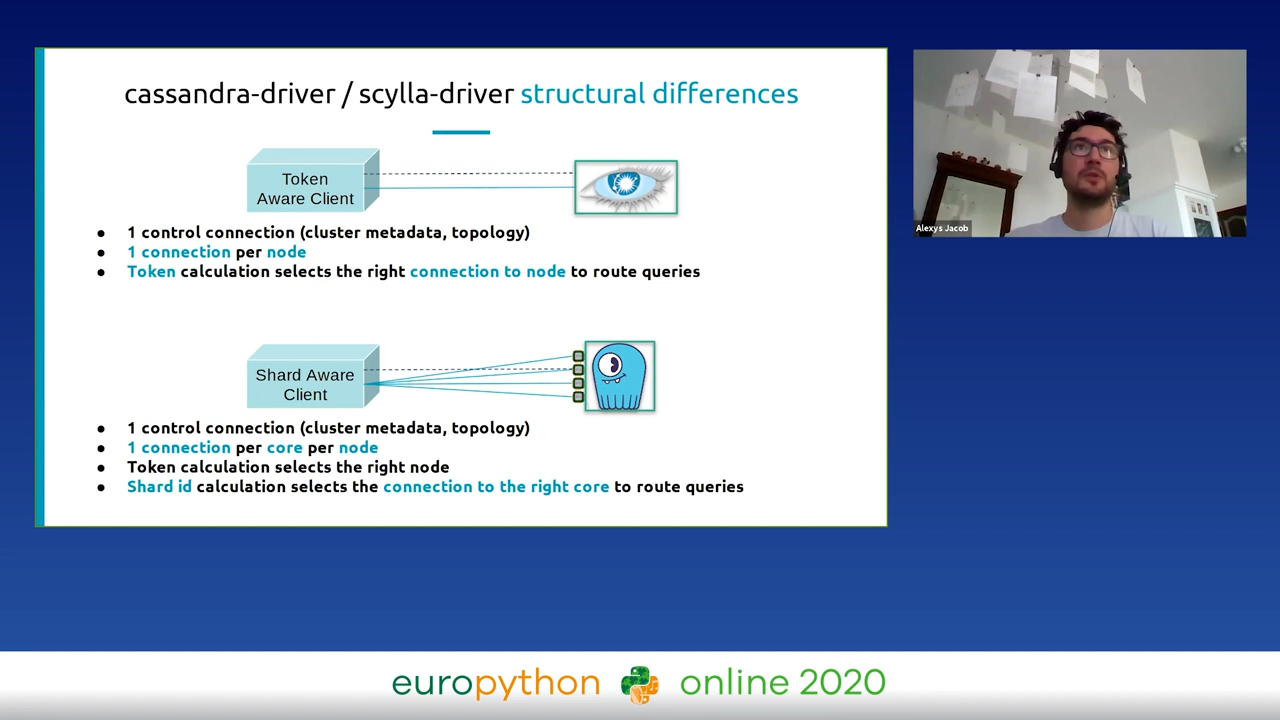 cassandra-driver / scylla-driver structural differences
Token
Aware Client
● 1 control connection (cluster metadata, topology)
● 1 connection per node
● Token calculation selects the right connection to node to route queries
Shard Aware
Client
● 1 control connection (cluster metadata, topology)
● 1 connection per core per node
● Token calculation selects the right node
● Shard id calculation selects the connection to the right core to route queries
Alexys Jacob
europython online 2020